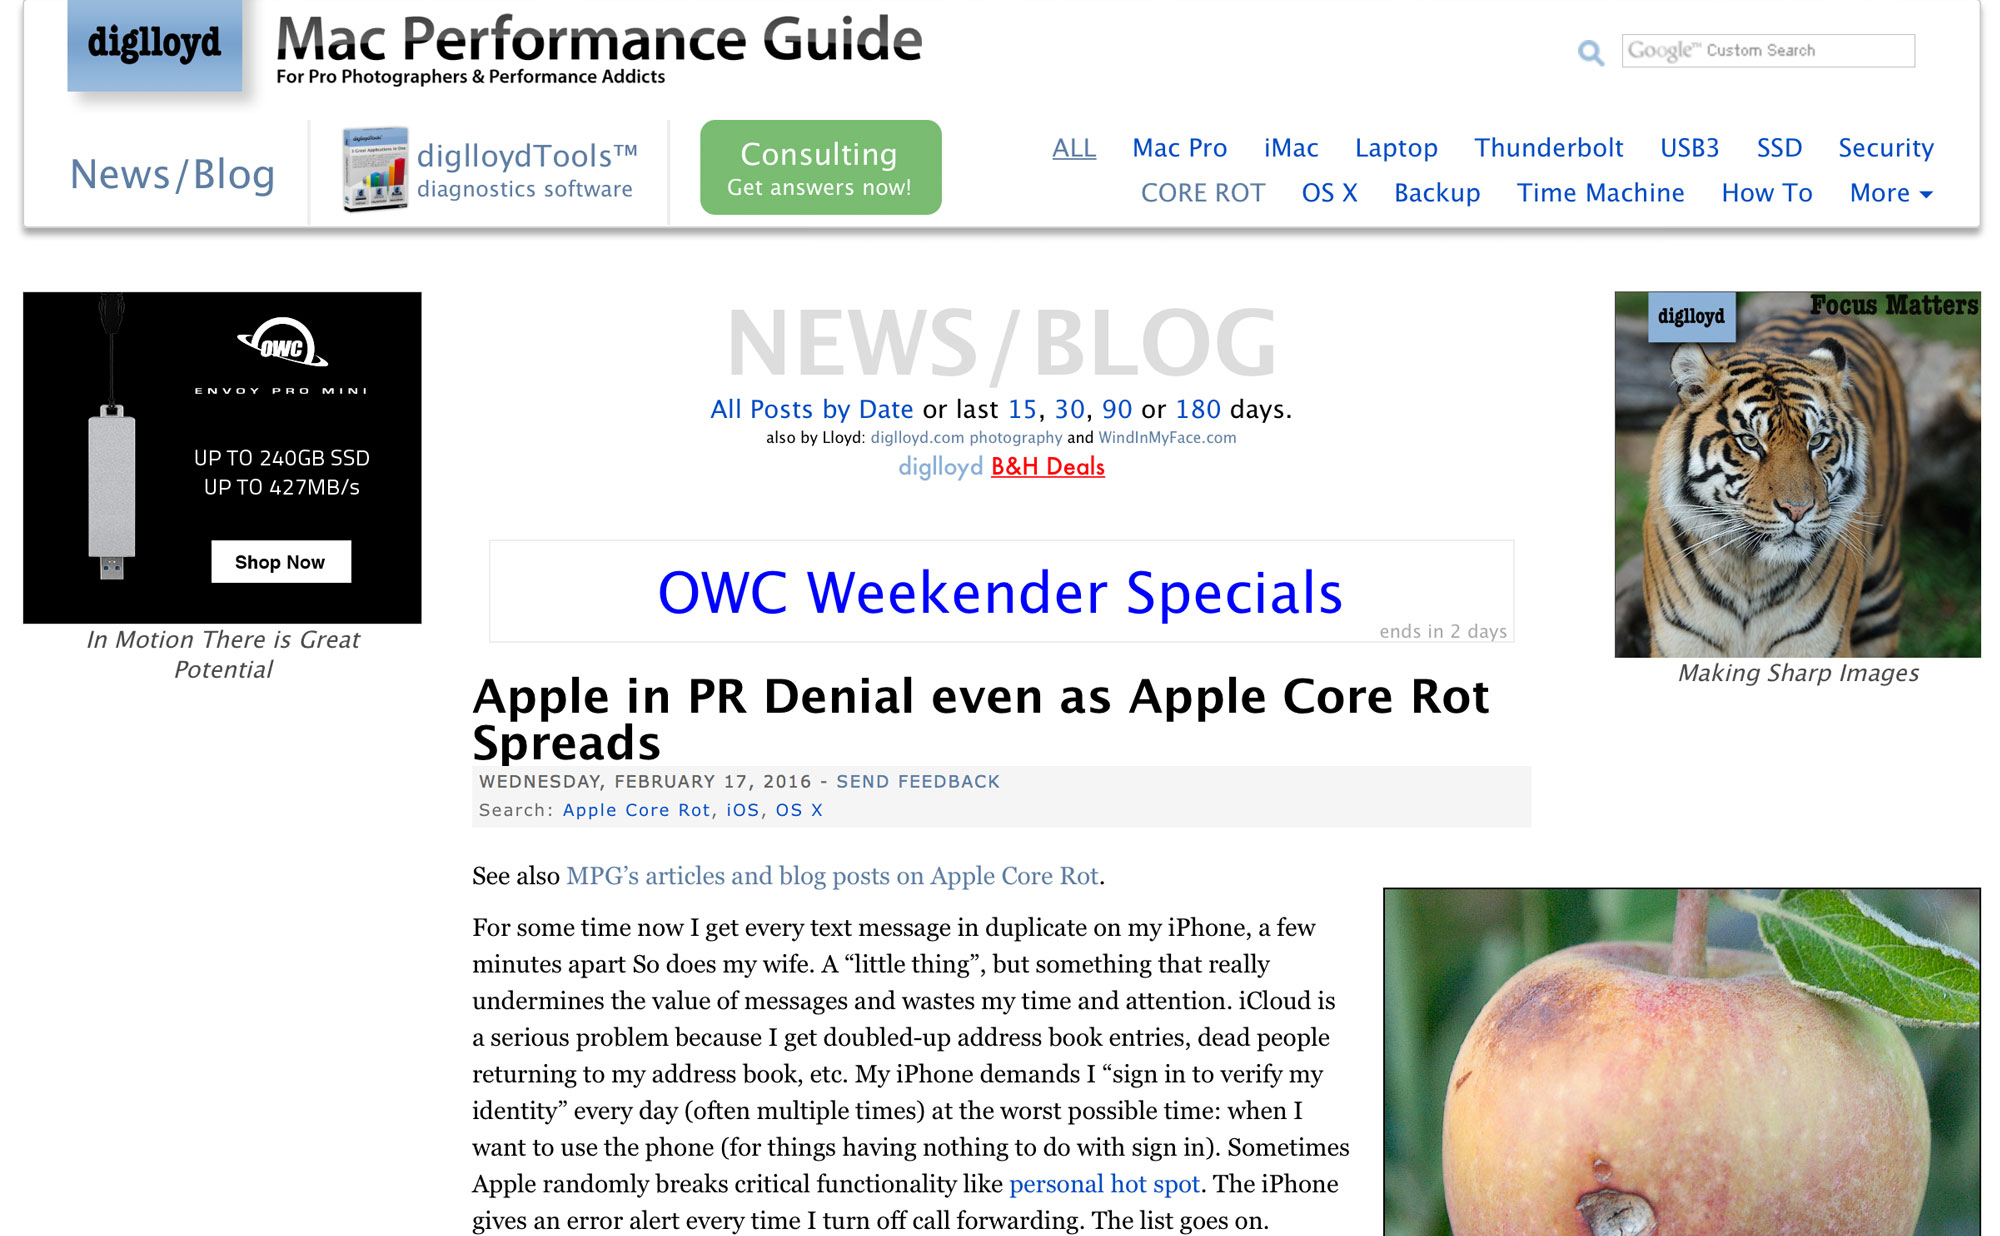 diglloyd
Mac Performance Guide
For Pro Photographers & Performance Addicts
Google™ Custom Search
News/Blog
diglloydTools™
diagnostics software
Consulting
Get answers now!
ALL Mac Pro iMac Laptop Thunderbolt USB3 SSD Security
CORE ROT OS X Backup Time Machine How To More
OWC
ENVOY PRO MINI
UP TO 240GB SSD
UP TO 427MB/s
Shop Now
In Motion There is Great
Potential
NEWS/BLOG
All Posts by Date or last 15, 30, 90 or 180 days.
also by Lloyd: diglloyd.com photography and WindInMyFace.com
diglloyd B&H Deals
diglloyd
Focus Matters
Making Sharp Images
OWC Weekender Specials
ends in 2 days
Apple in PR Denial even as Apple Core Rot
Spreads
WEDNESDAY, FEBRUARY 17, 2016 - SEND FEEDBACK
Search: Apple Core Rot, iOS, OS X
See also MPG’s articles and blog posts on Apple Core Rot.
For some time now I get every text message in duplicate on my iPhone, a few
minutes apart So does my wife. A “little thing”, but something that really
undermines the value of messages and wastes my time and attention. iCloud is
a serious problem because I get doubled-up address book entries, dead people
returning to my address book, etc. My iPhone demands I “sign in to verify my
identity” every day (often multiple times) at the worst possible time: when I
want to use the phone (for things having nothing to do with sign in). Sometimes
Apple randomly breaks critical functionality like personal hot spot. The iPhone
gives an error alert every time I turn off call forwarding. The list goes on.